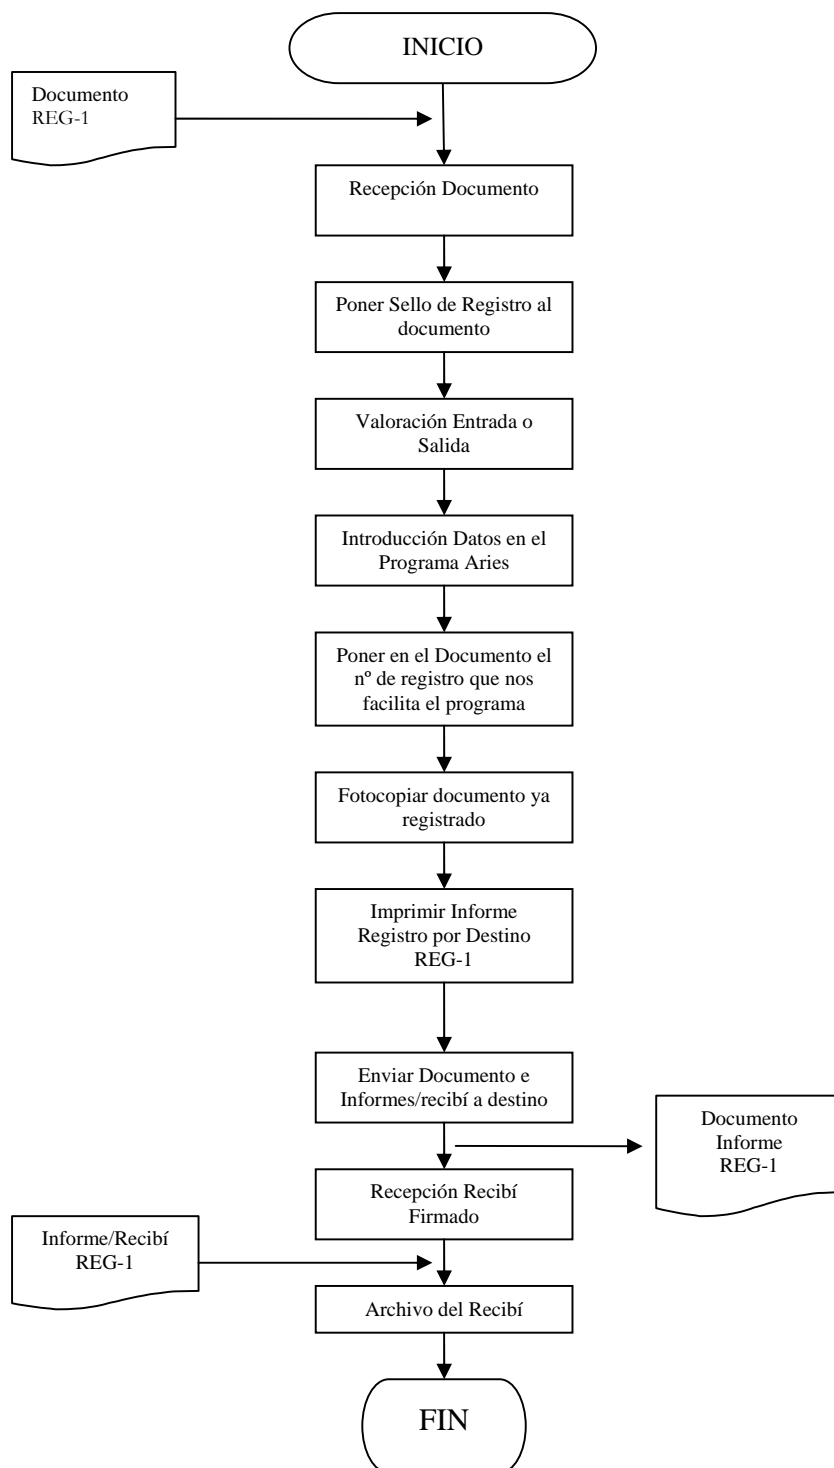 INICIO
Documento
REG-1
Recepción Documento
Poner Sello de Registro al
documento
Valoración Entrada o
Salida
Introducción Datos en el
Programa Aries
Poner en el Documento el
nº de registro que nos
facilita el programa
Fotocopiar documento ya
registrado
Imprimir Informe
Registro por Destino
REG-1
Enviar Documento e
Informes/recibí a destino
Documento
Informe
REG-1
Recepción Recibí
Firmado
Informe/Recibí
REG-1
Archivo del Recibí
FIN